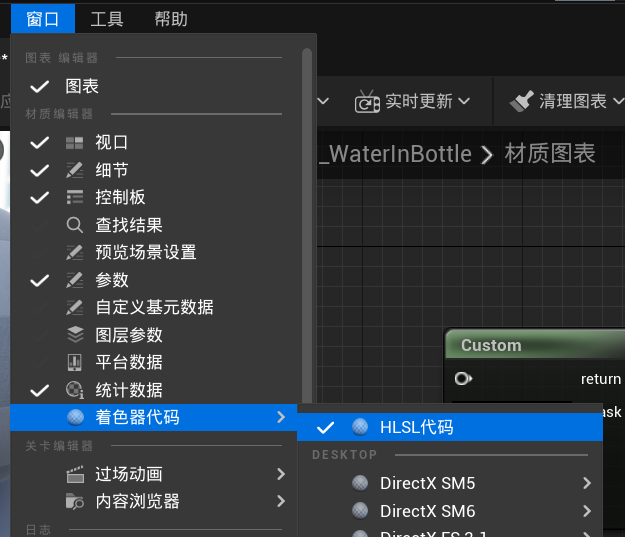 窗口 工具 帮助
图表 编辑器
图表
实时更新 清理图表
材质编辑器
视口
_WaterInBottle 材质图表
细节
控制板
查找结果
预览场景设置
参数
自定义基元数据
图层参数
Custom
平台数据
return
统计数据
着色器代码
HLSL代码
关卡编辑器
DESKTOP
过场动画
DirectX SM5
内容浏览器
DirectX SM6
日志